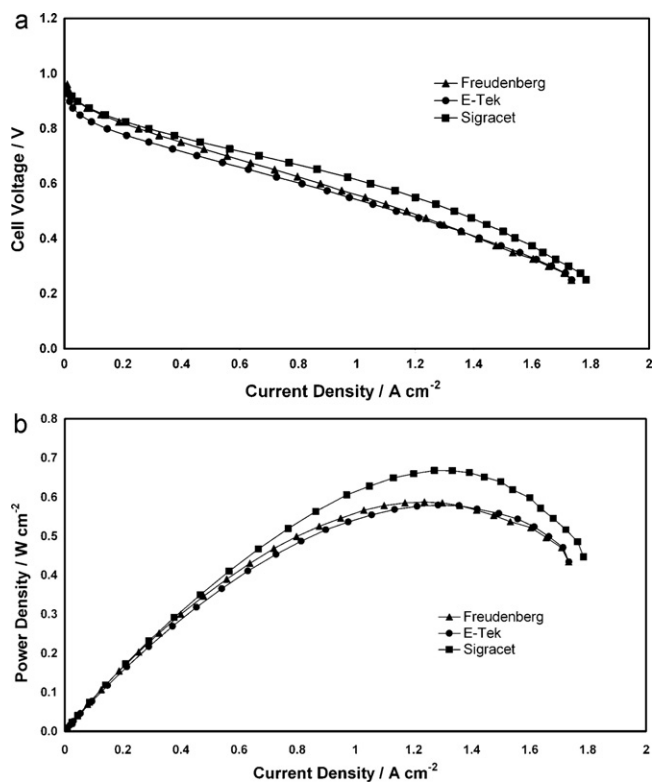 a
1.2
1.0
0.8
0.6
0.4
0.2
0.0
Cell Voltage / V
Freudenberg
E-Tek
Sigracet
0 0.2 0.4 0.6 0.8 1 1.2 1.4 1.6 1.8 2
Current Density / A cm-2
b
0.8
0.7
0.6
0.5
0.4
0.3
0.2
0.1
0.0
Power Density / W cm-2
Freudenberg
E-Tek
Sigracet
0 0.2 0.4 0.6 0.8 1 1.2 1.4 1.6 1.8 2
Current Density / A cm-2